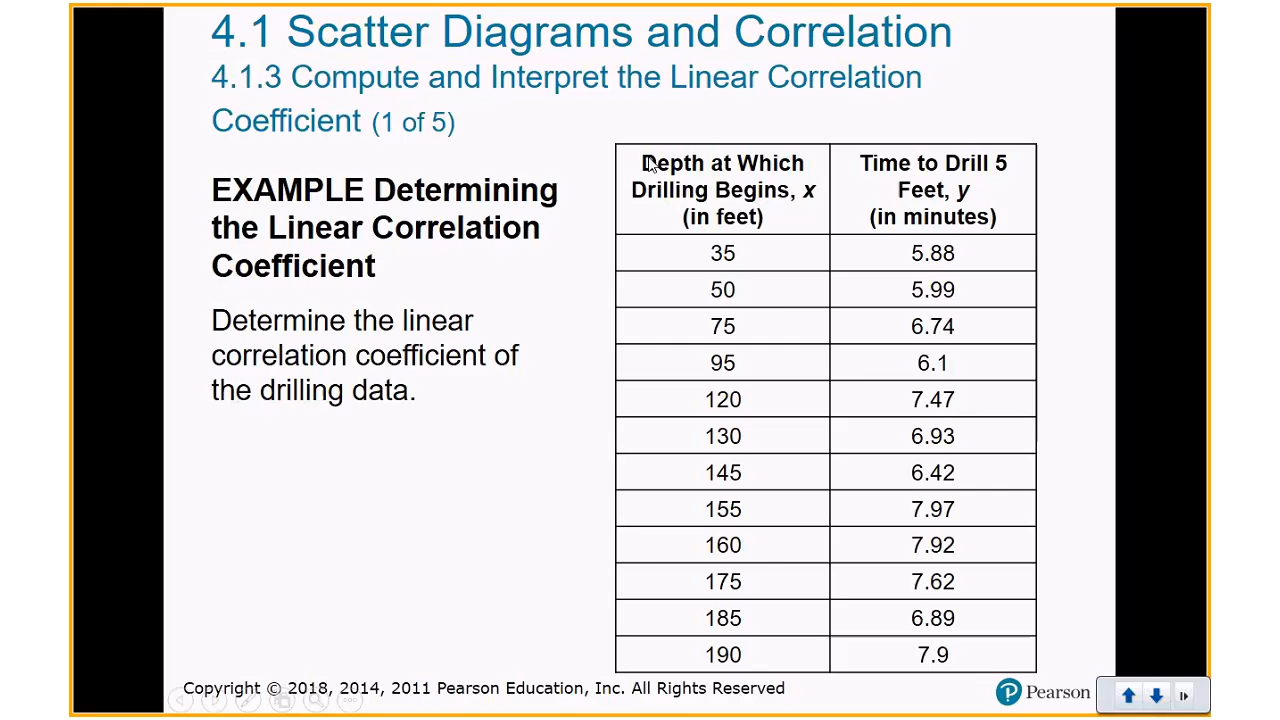 4.1 Scatter Diagrams and Correlation
4.1.3 Compute and Interpret the Linear Correlation
Coefficient (1 of 5)
EXAMPLE Determining
the Linear Correlation
Coefficient
Determine the linear
correlation coefficient of
the drilling data.
Depth at Which Drilling Begins, x (in feet) Time to Drill 5 Feet, y (in minutes)
35 5.88
50 5.99
75 6.74
95 6.1
120 7.47
130 6.93
145 6.42
155 7.97
160 7.92
175 7.62
185 6.89
190 7.9
Copyright © 2018, 2014, 2011 Pearson Education, Inc. All Rights Reserved
Pearson